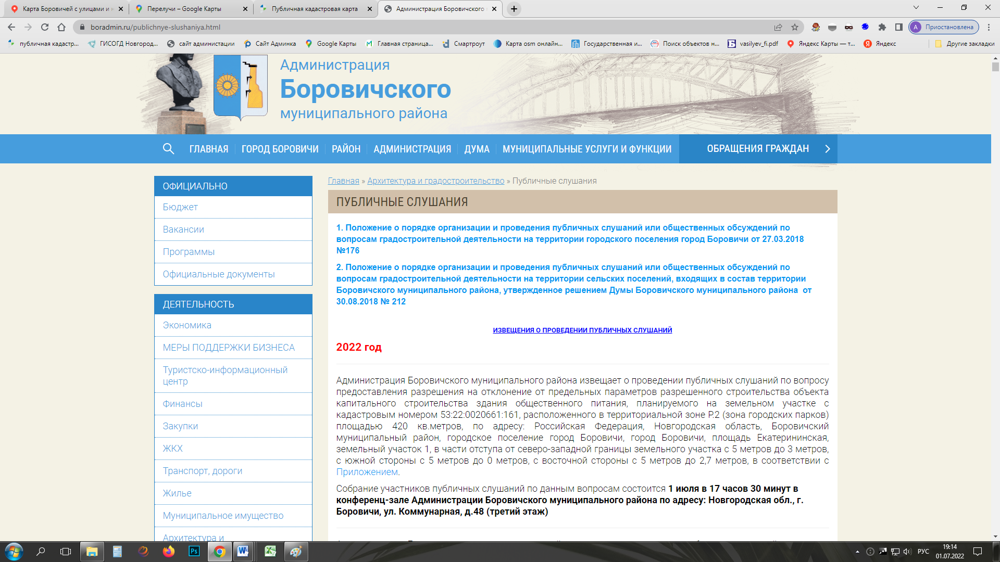 Карта Боровичей с улицами и н
Перелучи – Google Карты
Публичная кадастровая карта
Администрация Боровичского
boradmin.ru/publichnye-slushaniya.html
А Приостановлена
публичная кадастр...
ГИСОГД Новгород...
сайт администации
Сайт Админка
Google Карты
Главная страница...
Смартроут
Карта osm онлайн...
Государственная и...
Поиск объектов н...
vasilyev_fi.pdf
Яндекс Карты — т...
Яндекс
Другие закладки
Администрация
Боровичского
муниципального района
ГЛАВНАЯ
ГОРОД БОРОВИЧИ
РАЙОН
АДМИНИСТРАЦИЯ
ДУМА
МУНИЦИПАЛЬНЫЕ УСЛУГИ И ФУНКЦИИ
ОБРАЩЕНИЯ ГРАЖДАН
ОФИЦИАЛЬНО
Бюджет
Вакансии
Программы
Официальные документы
ДЕЯТЕЛЬНОСТЬ
Экономика
МЕРЫ ПОДДЕРЖКИ БИЗНЕСА
Туристско-информационный
центр
Финансы
Закупки
ЖКХ
Транспорт, дороги
Жилье
Муниципальное имущество
Архитектура и
Главная » Архитектура и градостроительство » Публичные слушания
ПУБЛИЧНЫЕ СЛУШАНИЯ
1. Положение о порядке организации и проведения публичных слушаний или общественных обсуждений по
вопросам градостроительной деятельности на территории городского поселения город Боровичи от 27.03.2018
№176
2. Положение о порядке организации и проведения публичных слушаний или общественных обсуждений по
вопросам градостроительной деятельности на территории сельских поселений, входящих в состав территории
Боровичского муниципального района, утвержденное решением Думы Боровичского муниципального района от
30.08.2018 № 212
ИЗВЕЩЕНИЯ О ПРОВЕДЕНИИ ПУБЛИЧНЫХ СЛУШАНИЙ
2022 год
Администрация Боровичского муниципального района извещает о проведении публичных слушаний по вопросу
предоставления разрешения на отклонение от предельных параметров разрешенного строительства объекта
капитального строительства здания общественного питания, планируемого на земельном участке с
кадастровым номером 53:22:0020661:161, расположенного в территориальной зоне Р.2 (зона городских парков)
площадью 420 кв.метров, по адресу: Российская Федерация, Новгородская область, Боровичский
муниципальный район, городское поселение город Боровичи, город Боровичи, площадь Екатерининская,
земельный участок 1, в части отступа от северо-западной границы земельного участка с 5 метров до 3 метров,
с южной стороны с 5 метров до 0 метров, с восточной стороны с 5 метров до 2,7 метров, в соответствии с
Приложением.
Собрание участников публичных слушаний по данным вопросам состоится 1 июля в 17 часов 30 минут в
конференц-зале Администрации Боровичского муниципального района по адресу: Новгородская обл., г.
Боровичи, ул. Коммунарная, д.48 (третий этаж)
Ps
РУС
19:14
01.07.2022